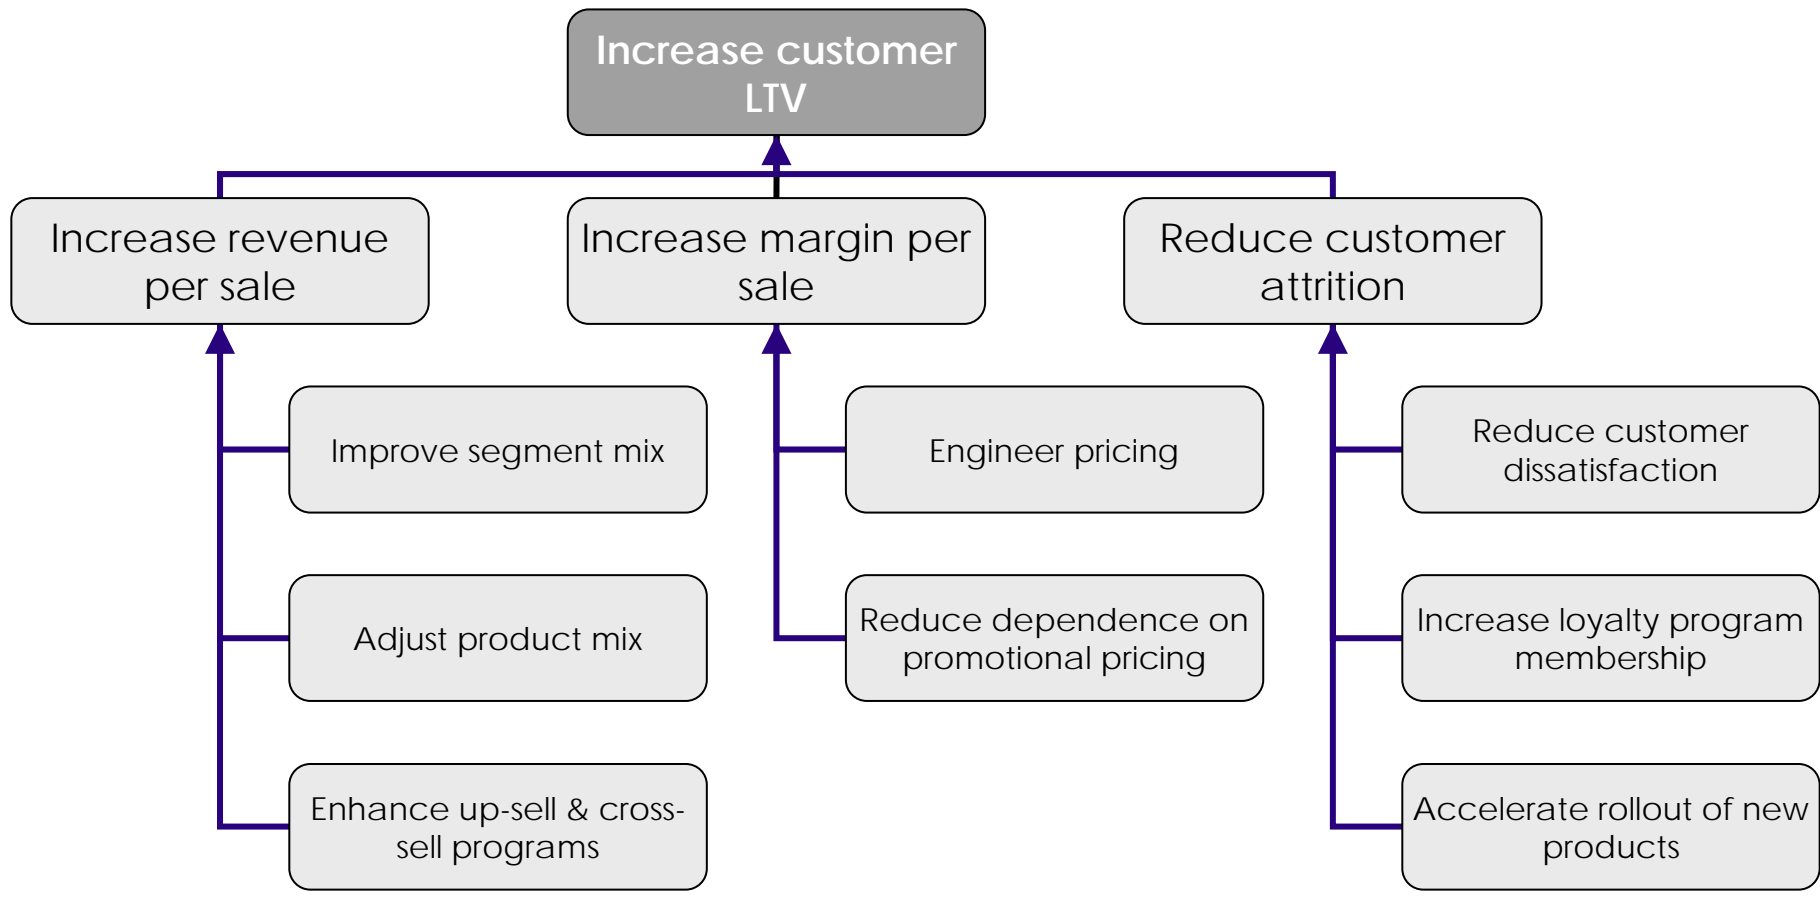 Increase customer
LTV
Increase revenue
per sale
Increase margin per
sale
Reduce customer
attrition
Improve segment mix
Adjust product mix
Enhance up-sell & cross-
sell programs
Engineer pricing
Reduce dependence on
promotional pricing
Reduce customer
dissatisfaction
Increase loyalty program
membership
Accelerate rollout of new
products